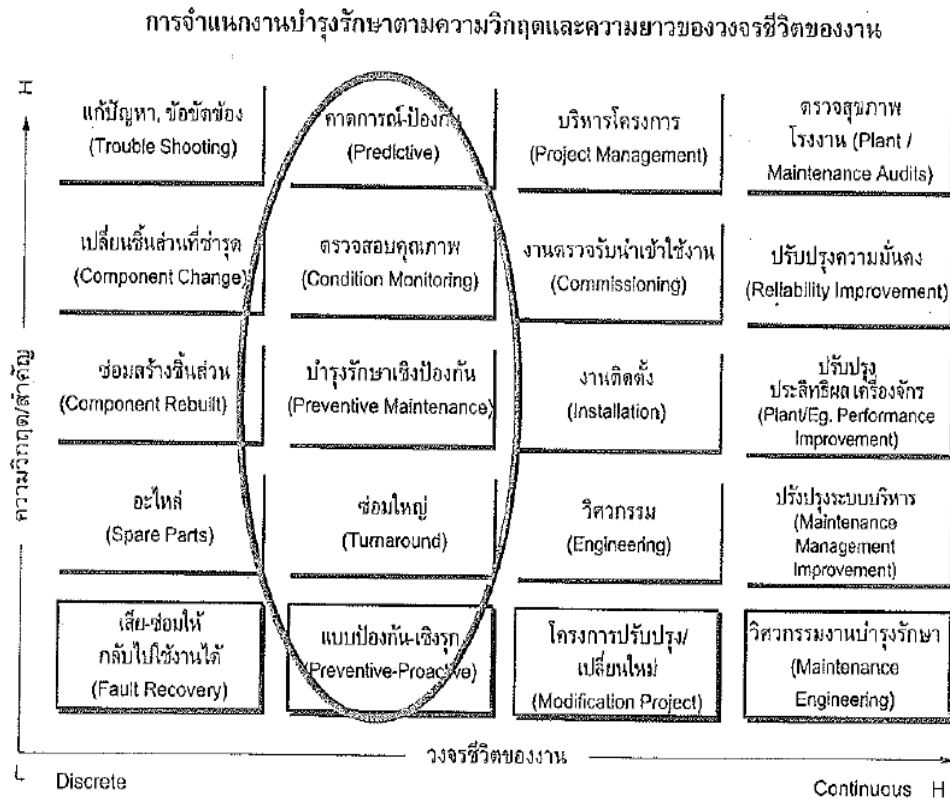 การจำแนกงานบำรุงรักษาตามความวิกฤตและความยาวของวงจรชีวิตของงาน
H
ความวิกฤต/สำคัญ
แก้ปัญหา, ข้อขัดข้อง
(Trouble Shooting)
คาดการณ์-ป้องกัน
(Predictive)
บริหารโครงการ
(Project Management)
ตรวจสุขภาพ
โรงงาน (Plant /
Maintenance Audits)
เปลี่ยนชิ้นส่วนที่ชำรุด
(Component Change)
ตรวจสอบคุณภาพ
(Condition Monitoring)
งานตรวจรับนำเข้าใช้งาน
(Commissioning)
ปรับปรุงความมั่นคง
(Reliability Improvement)
ซ่อมสร้างชิ้นส่วน
(Component Rebuilt)
บำรุงรักษาเชิงป้องกัน
(Preventive Maintenance)
งานติดตั้ง
(Installation)
ปรับปรุง
ประสิทธิผล เครื่องจักร
(Plant/Eg. Performance
Improvement)
อะไหล่
(Spare Parts)
ซ่อมใหญ่
(Turnaround)
วิศวกรรม
(Engineering)
ปรังปรุงระบบบริหาร
(Maintenance
Management
Improvement)
เสีย-ซ่อมให้
กลับไปใช้งานได้
(Fault Recovery)
แบบป้องกัน-เชิงรุก
(Preventive-Proactive)
โครงการปรับปรุง/
เปลี่ยนใหม่
(Modification Project)
วิศวกรรมงานบำรุงรักษา
(Maintenance
Engineering)
วงจรชีวิตของงาน
L
Discrete
Continuous H